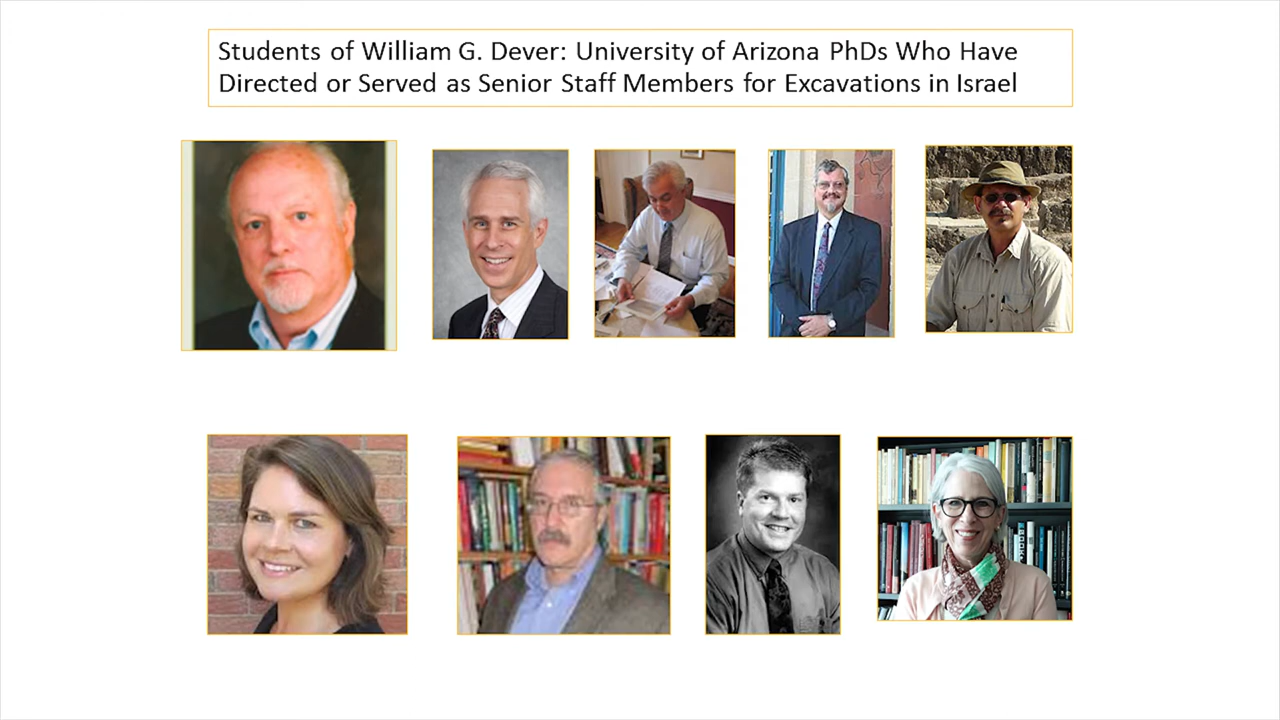 Students of William G. Dever: University of Arizona PhDs Who Have
Directed or Served as Senior Staff Members for Excavations in Israel